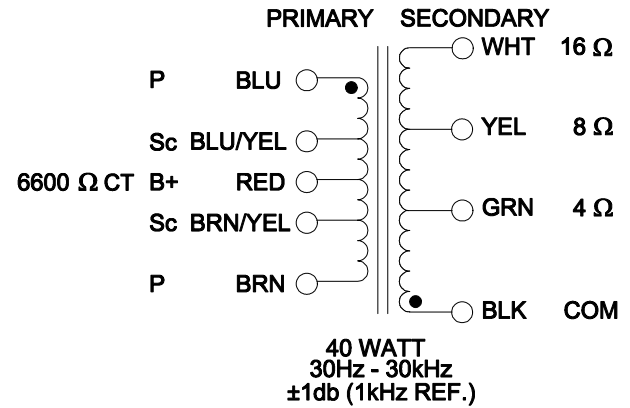 PRIMARY SECONDARY
WHT 16 Ω
P BLU
YEL 8 Ω
Sc BLU/YEL
6600 Ω CT B+ RED
GRN 4 Ω
Sc BRN/YEL
P BRN
BLK COM
40 WATT
30Hz - 30kHz
±1db (1kHz REF.)